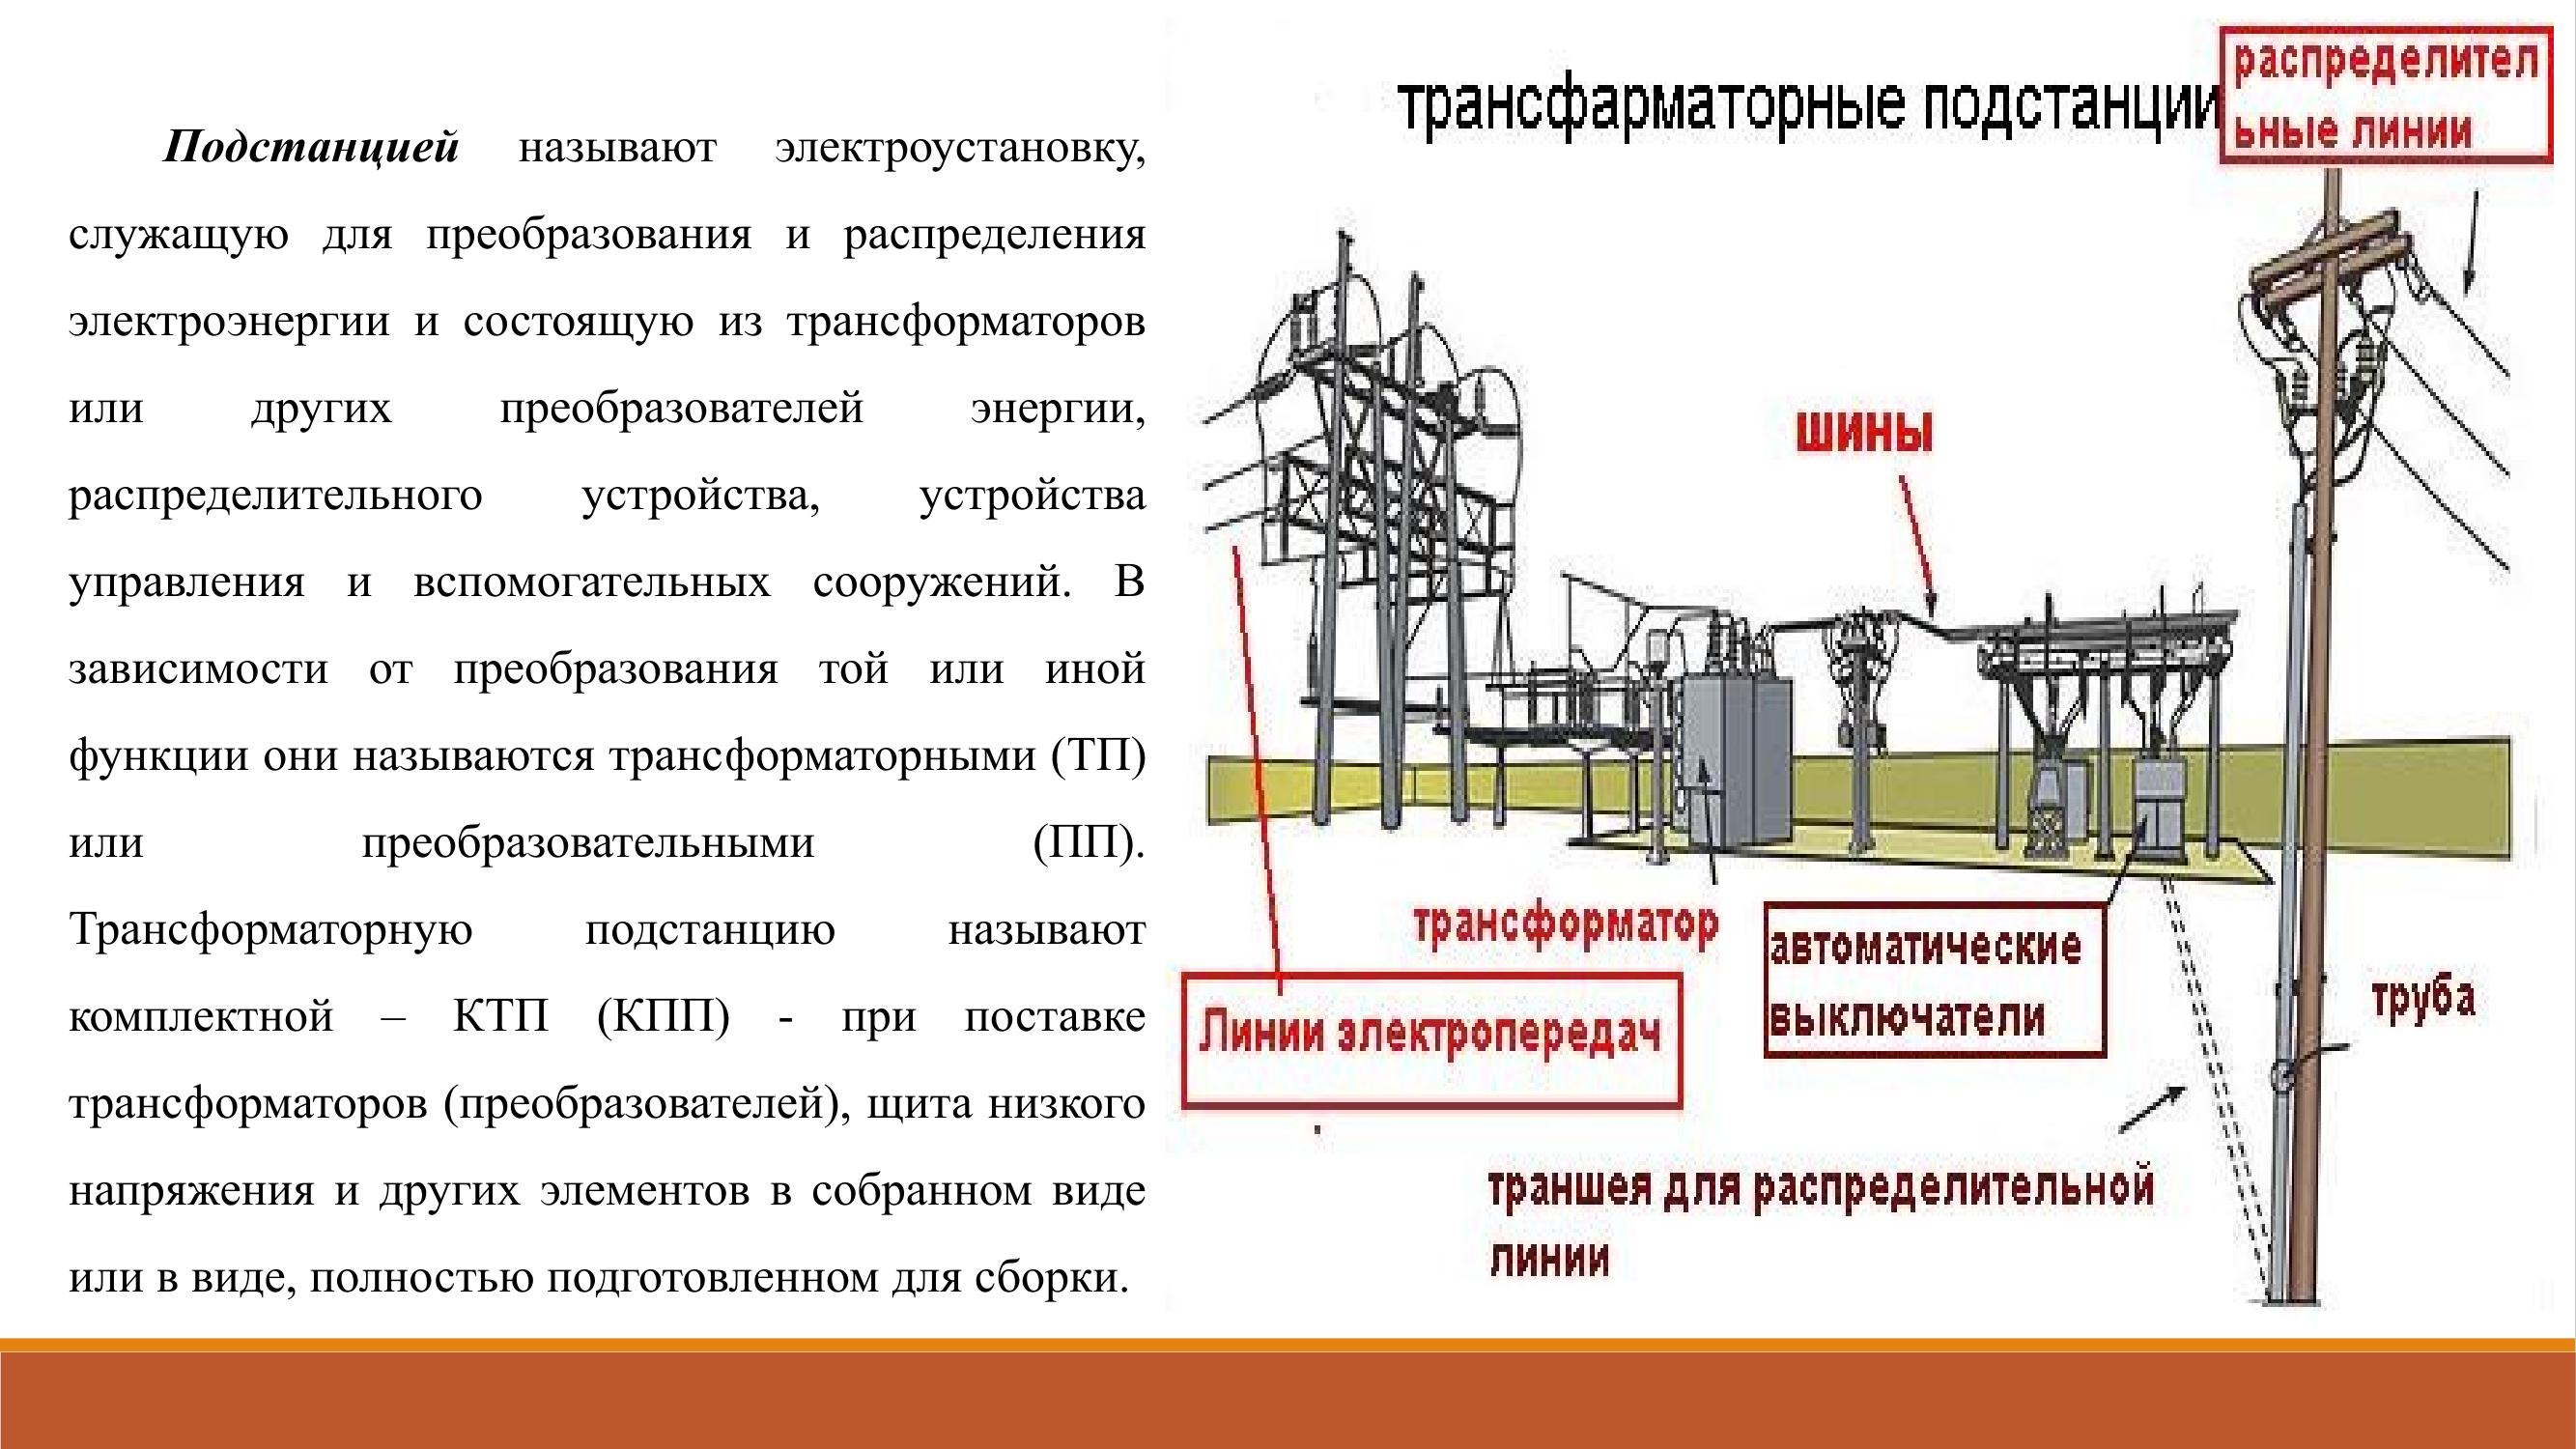 Подстанцией называют электроустановку,
служащую для преобразования и распределения
электроэнергии и состоящую из трансформаторов
или других преобразователей энергии,
распределительного устройства, устройства
управления и вспомогательных сооружений. В
зависимости от преобразования той или иной
функции они называются трансформаторными (ТП)
или преобразовательными (ПП).
Трансформаторную подстанцию называют
комплектной – КТП (КПП) - при поставке
трансформаторов (преобразователей), щита низкого
напряжения и других элементов в собранном виде
или в виде, полностью подготовленном для сборки.
трансфарматорные подстанции
распределител
ьные линии
шины
трансформатор
автоматические
выключатели
Линии злектропередач
труба
траншея для распределительной
линии